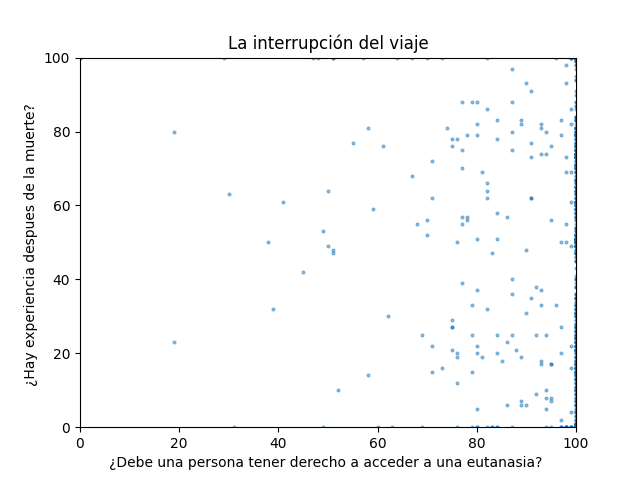 La interrupción del viaje
¿Hay experiencia despues de la muerte?
100
80
60
40
20
0
0 20 40 60 80 100
¿Debe una persona tener derecho a acceder a una eutanasia?